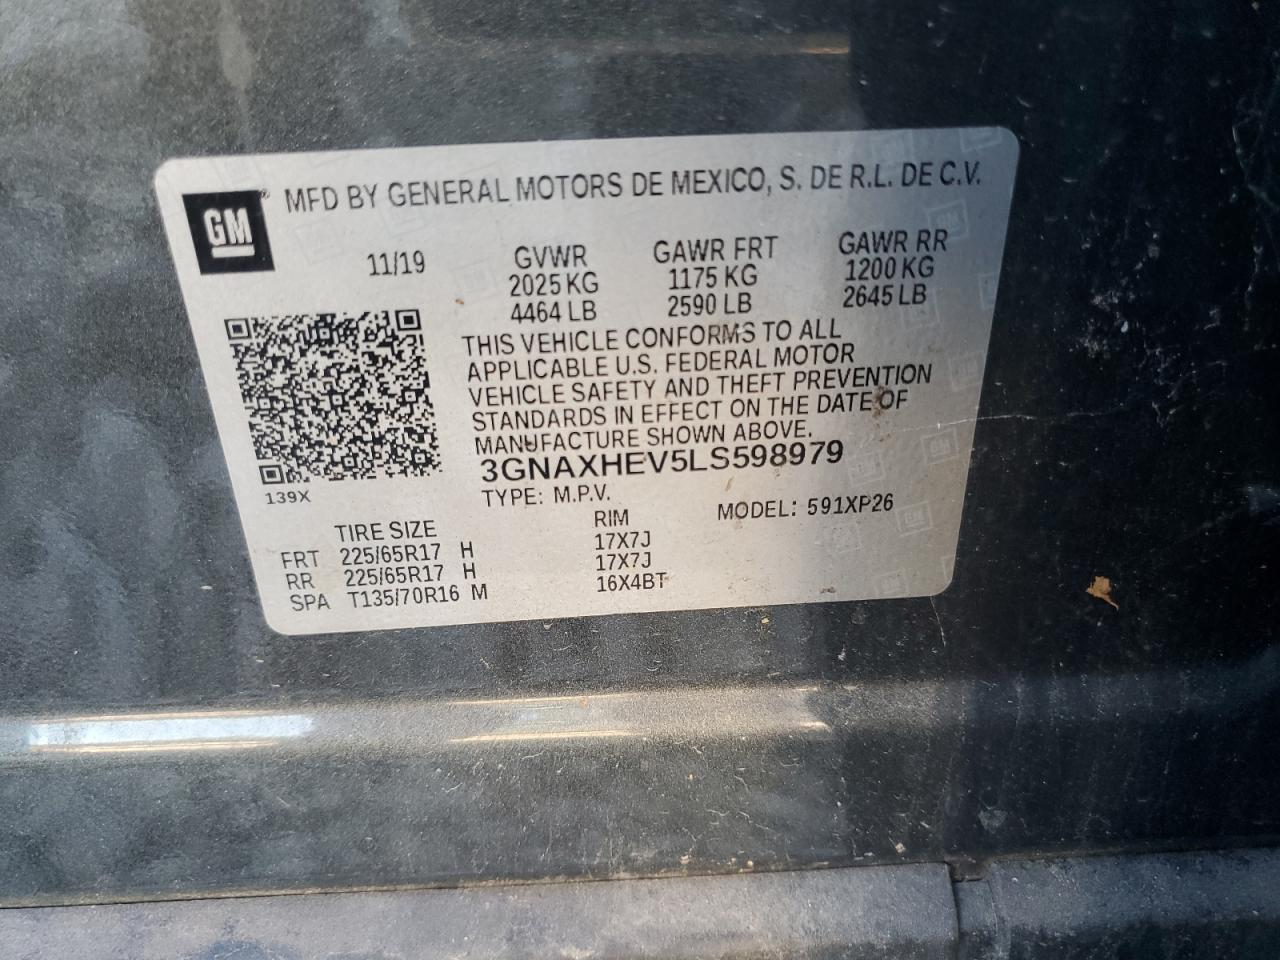 GM® MFD BY GENERAL MOTORS DE MEXICO, S. DE R.L. DE C.V.
11/19 GVWR GAWR FRT GAWR RR
2025 KG 1175 KG 1200 KG
4464 LB 2590 LB 2645 LB
THIS VEHICLE CONFORMS TO ALL
APPLICABLE U.S. FEDERAL MOTOR
VEHICLE SAFETY AND THEFT PREVENTION
STANDARDS IN EFFECT ON THE DATE OF
MANUFACTURE SHOWN ABOVE.
3GNAXHEV5LS598979
139X
TYPE: M.P.V. MODEL: 591XP26
TIRE SIZE RIM
FRT 225/65R17 H 17X7J
RR 225/65R17 H 17X7J
SPA T135/70R16 M 16X4BT